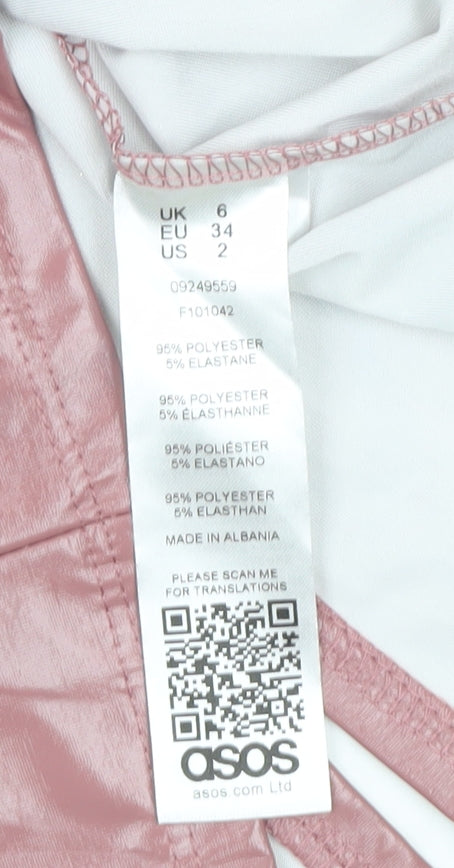 UK 6
EU 34
US 2
09249559
F101042
95% POLYESTER
5% ELASTANE
95% POLYESTER
5% ÉLASTHANNE
95% POLIÉSTER
5% ELASTANO
95% POLYESTER
5% ELASTHAN
MADE IN ALBANIA
PLEASE SCAN ME
FOR TRANSLATIONS
asos
asos.com Ltd